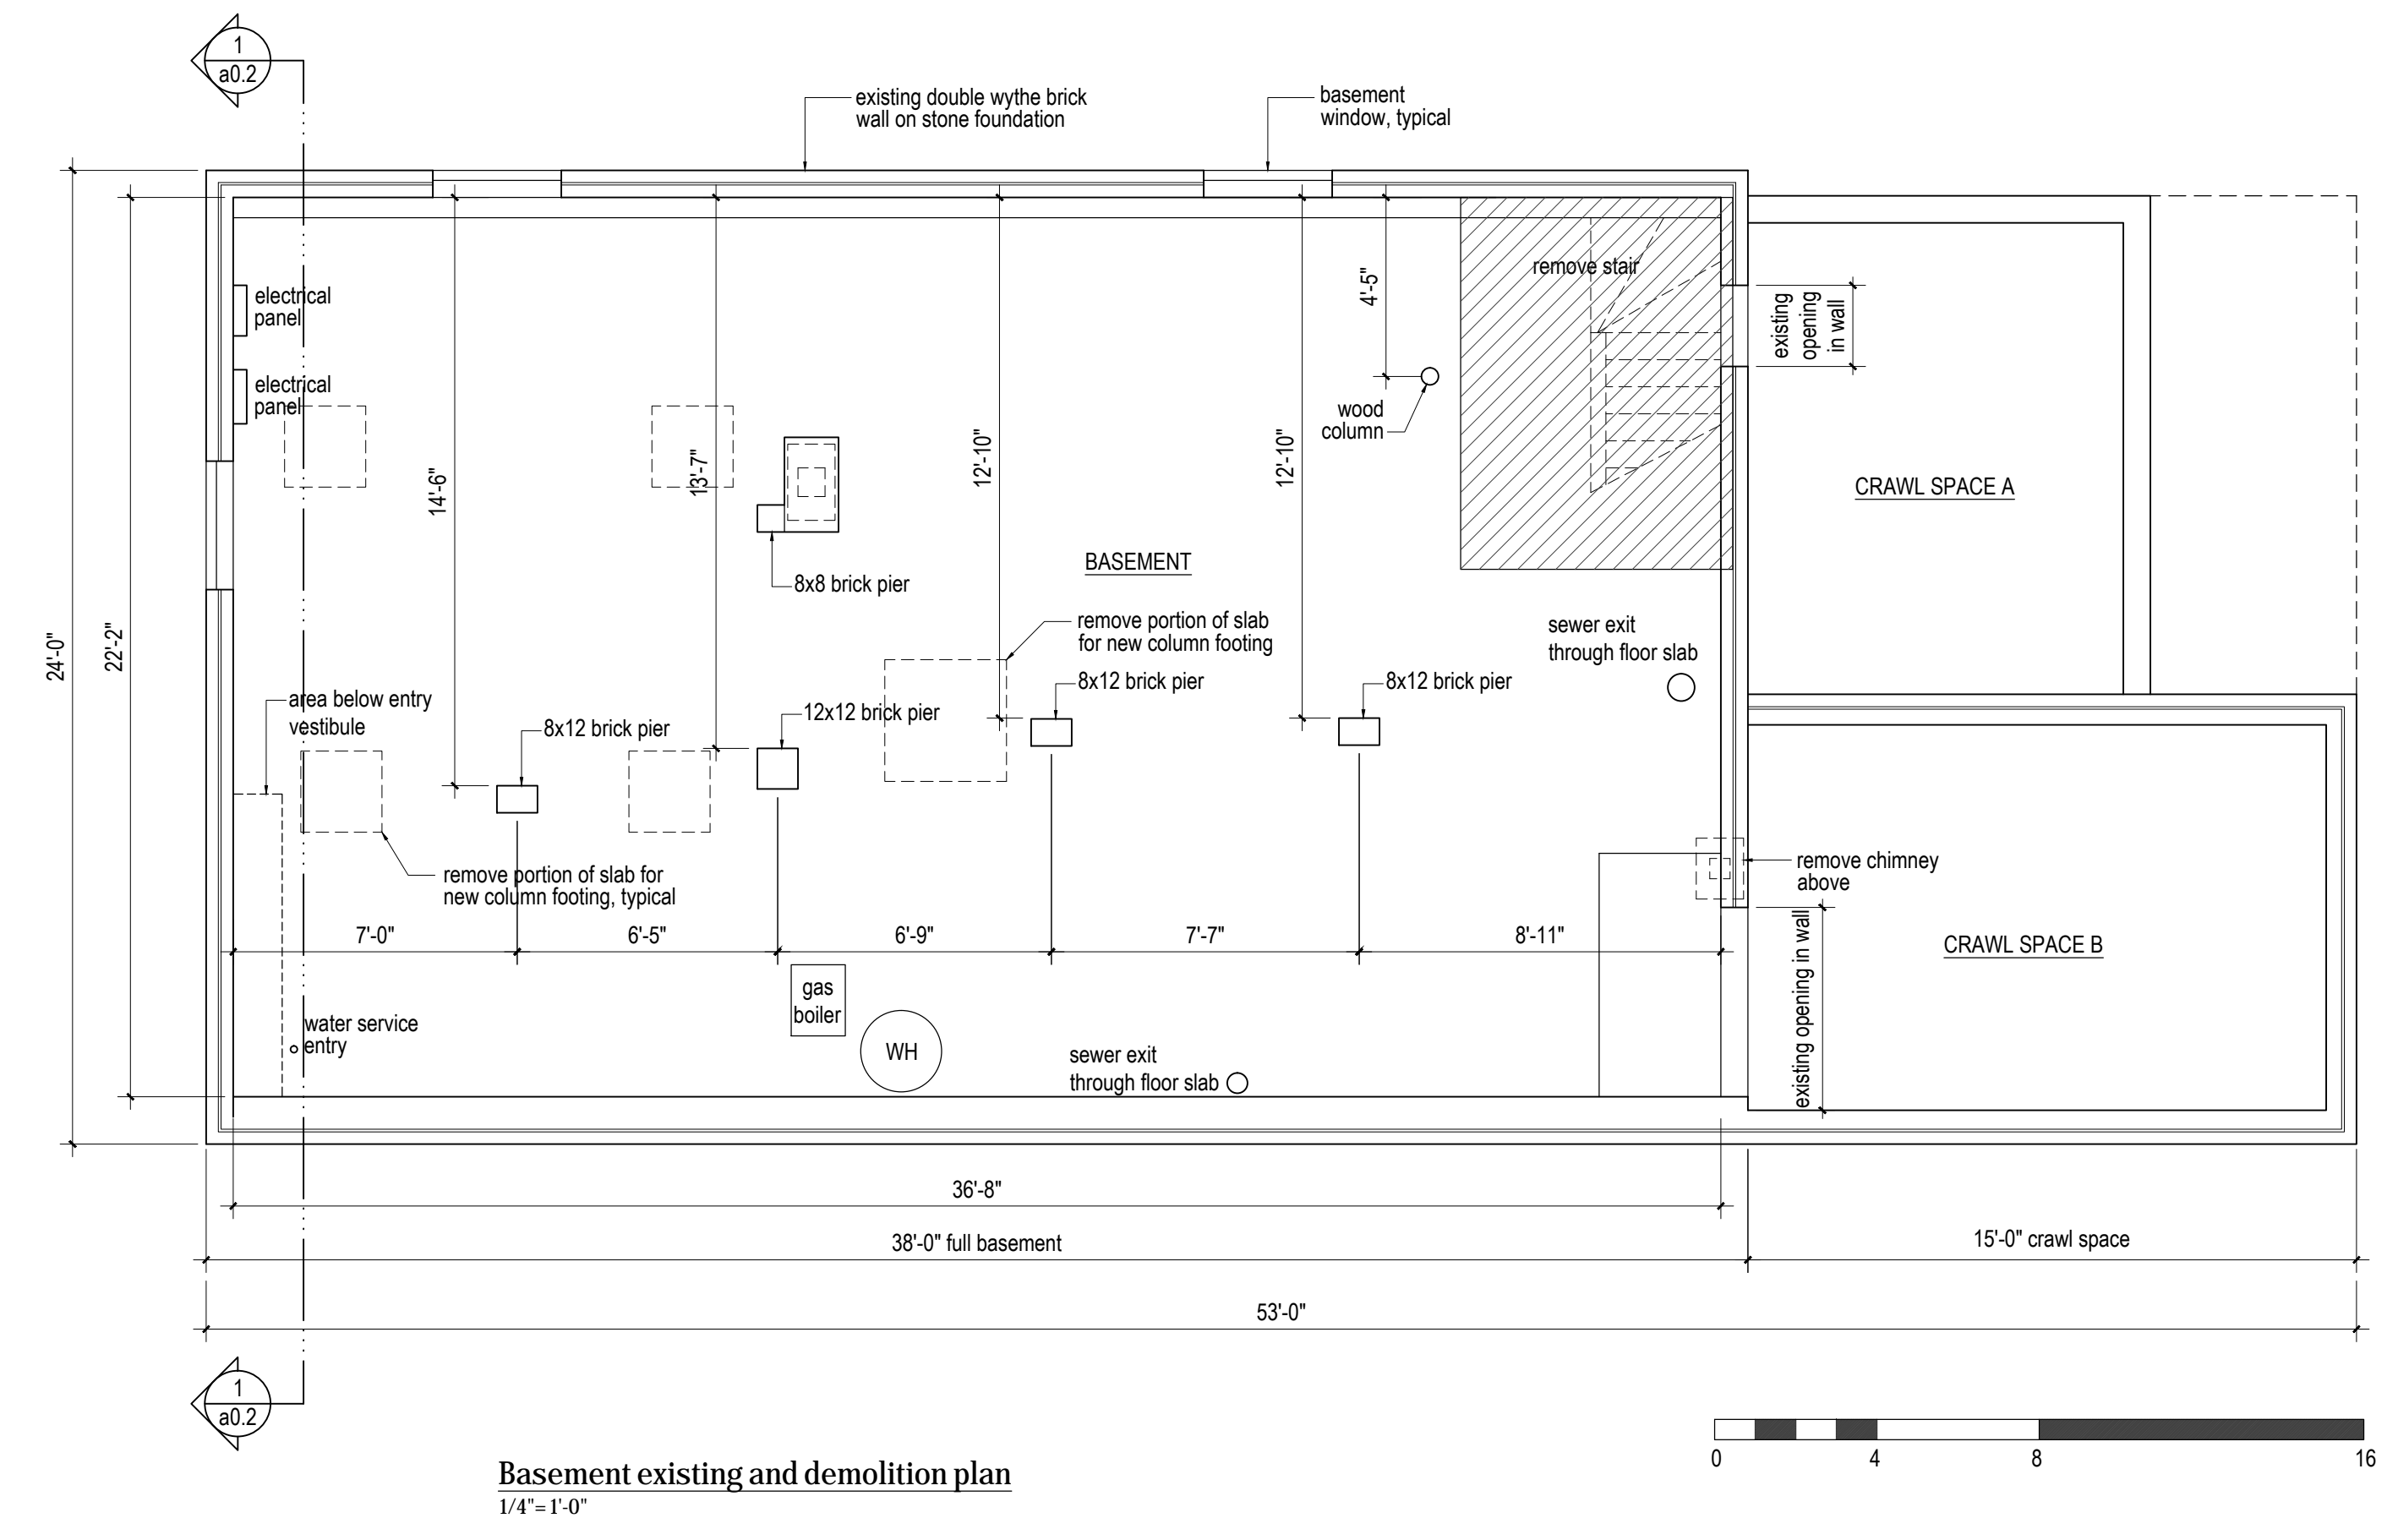 1
a0.2
existing double wythe brick
wall on stone foundation
basement
window, typical
electrical
panel
electrical
panel
remove stair
4'-5"
existing
opening
in wall
wood
column
14'-6"
13'-7"
12'-10"
12'-10"
CRAWL SPACE A
8x8 brick pier
BASEMENT
remove portion of slab
for new column footing
sewer exit
through floor slab
24'-0"
22'-2"
area below entry
vestibule
8x12 brick pier
12x12 brick pier
8x12 brick pier
8x12 brick pier
remove portion of slab for
new column footing, typical
remove chimney
above
7'-0"
6'-5"
6'-9"
7'-7"
8'-11"
existing opening in wall
CRAWL SPACE B
gas
boiler
WH
water service
entry
sewer exit
through floor slab
36'-8"
38'-0" full basement
15'-0" crawl space
53'-0"
1
a0.2
0 4 8 16
Basement existing and demolition plan
1/4"=1'-0"